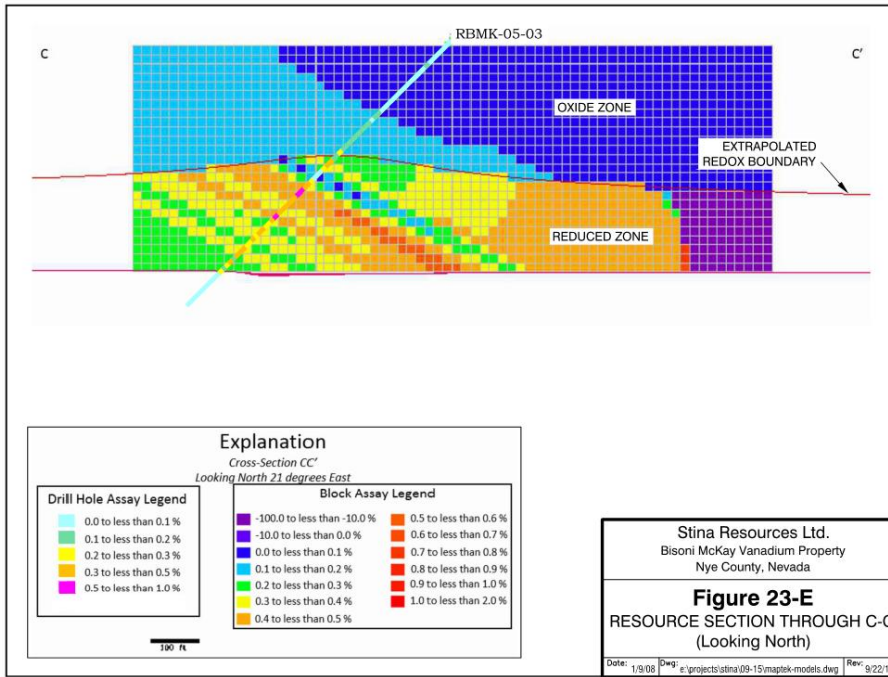 RBMK-05-03
C
C'
OXIDE ZONE
EXTRAPOLATED
REDOX BOUNDARY
REDUCED ZONE
Explanation
Cross-Section CC'
Looking North 21 degrees East
Drill Hole Assay Legend
0.0 to less than 0.1 %
0.1 to less than 0.2 %
0.2 to less than 0.3 %
0.3 to less than 0.5 %
0.5 to less than 1.0 %
Block Assay Legend
-100.0 to less than -10.0 %
-10.0 to less than 0.0 %
0.0 to less than 0.1 %
0.1 to less than 0.2 %
0.2 to less than 0.3 %
0.3 to less than 0.4 %
0.4 to less than 0.5 %
0.5 to less than 0.6 %
0.6 to less than 0.7 %
0.7 to less than 0.8 %
0.8 to less than 0.9 %
0.9 to less than 1.0 %
1.0 to less than 2.0 %
100 ft
Stina Resources Ltd.
Bisoni McKay Vanadium Property
Nye County, Nevada
Figure 23-E
RESOURCE SECTION THROUGH C-
(Looking North)
Date: 1/9/08 Dwg: e:\projects\stina\09-15\maptek-models.dwg Rev: 9/22/1